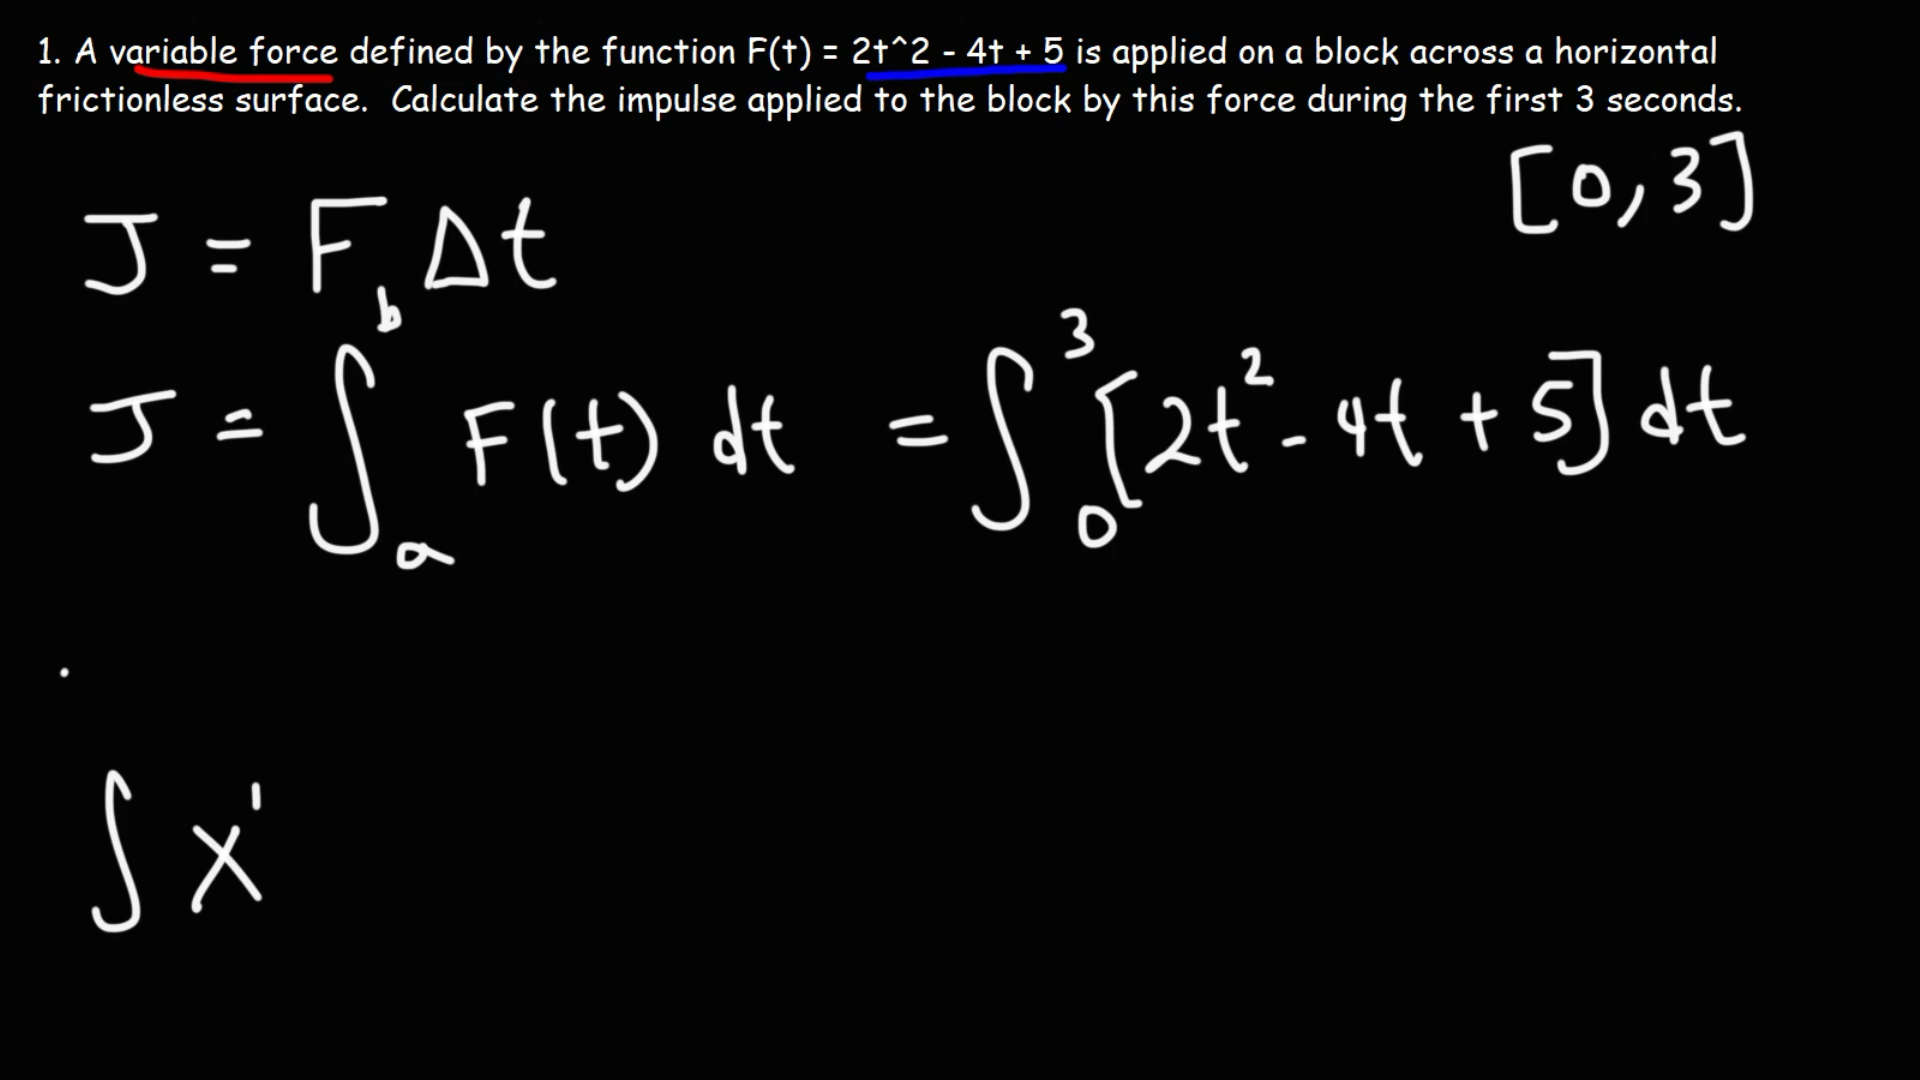 1. A variable force defined by the function F(t) = 2t^2 - 4t + 5 is applied on a block across a horizontal
frictionless surface. Calculate the impulse applied to the block by this force during the first 3 seconds.
[0,3]
J = F Δt
J = ∫_a^b F(t) dt = ∫_0^3 [2t² - 4t + 5] dt
∫ x¹